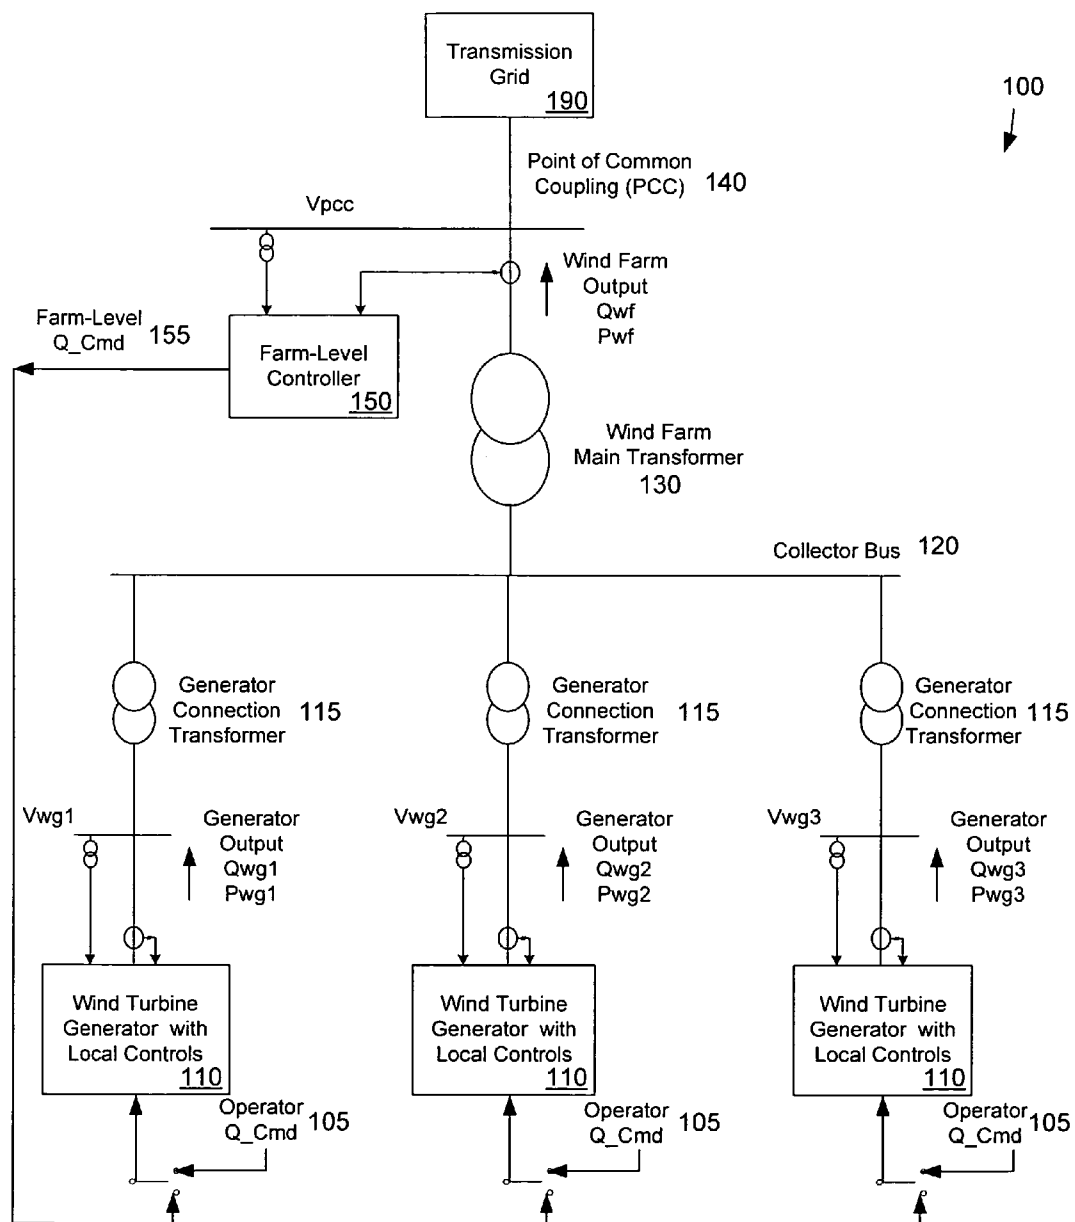 Transmission
Grid
190
100
Point of Common
Coupling (PCC)
140
Vpcc
Wind Farm
Output
Qwf
Pwf
Farm-Level
Q_Cmd
155
Farm-Level
Controller
150
Wind Farm
Main Transformer
130
Collector Bus
120
Generator
Connection
Transformer
115
Generator
Connection
Transformer
115
Generator
Connection
Transformer
115
Vwg1
Generator
Output
Qwg1
Pwg1
Vwg2
Generator
Output
Qwg2
Pwg2
Vwg3
Generator
Output
Qwg3
Pwg3
Wind Turbine
Generator with
Local Controls
110
Wind Turbine
Generator with
Local Controls
110
Wind Turbine
Generator with
Local Controls
110
Operator
Q_Cmd
105
Operator
Q_Cmd
105
Operator
Q_Cmd
105